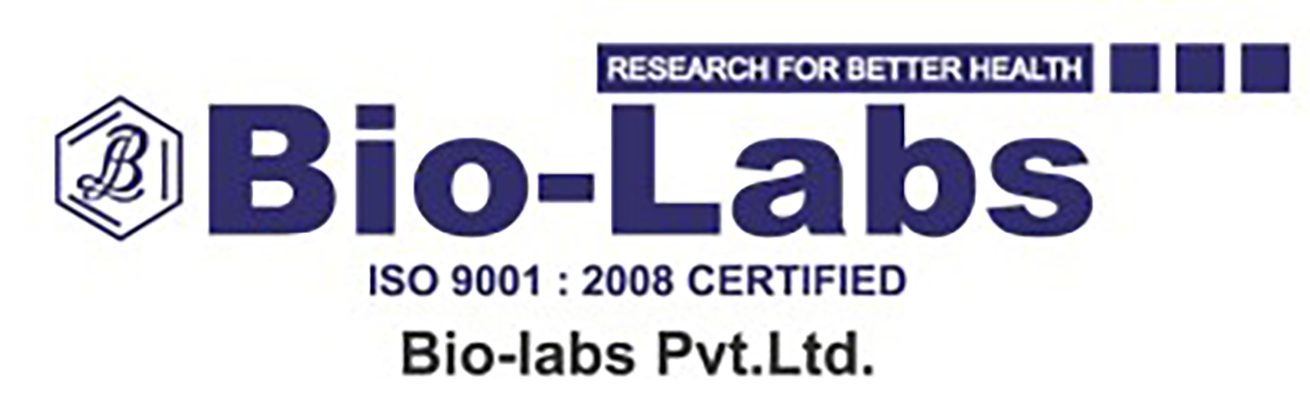 RESEARCH FOR BETTER HEALTH
B Bio-Labs
ISO 9001 : 2008 CERTIFIED
Bio-labs Pvt.Ltd.